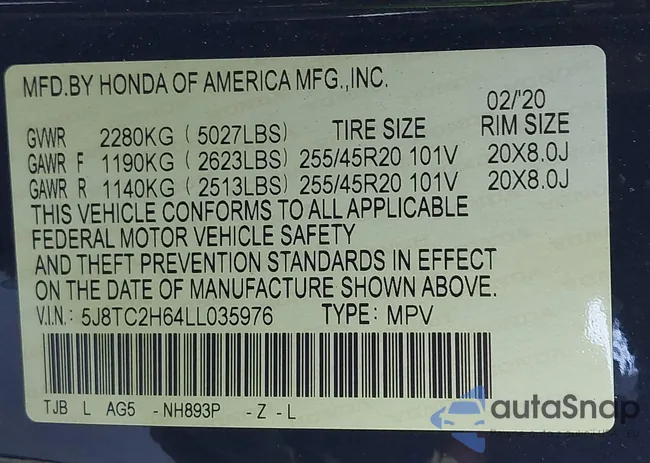 MFD.BY HONDA OF AMERICA MFG.,INC.
02/'20
GVWR 2280KG ( 5027LBS) TIRE SIZE RIM SIZE
GAWR F 1190KG ( 2623LBS) 255/45R20 101V 20X8.0J
GAWR R 1140KG ( 2513LBS) 255/45R20 101V 20X8.0J
THIS VEHICLE CONFORMS TO ALL APPLICABLE
FEDERAL MOTOR VEHICLE SAFETY
AND THEFT PREVENTION STANDARDS IN EFFECT
ON THE DATE OF MANUFACTURE SHOWN ABOVE.
V.I.N.: 5J8TC2H64LL035976 TYPE: MPV
TJB L AG5 -NH893P -Z-L
autaSnap